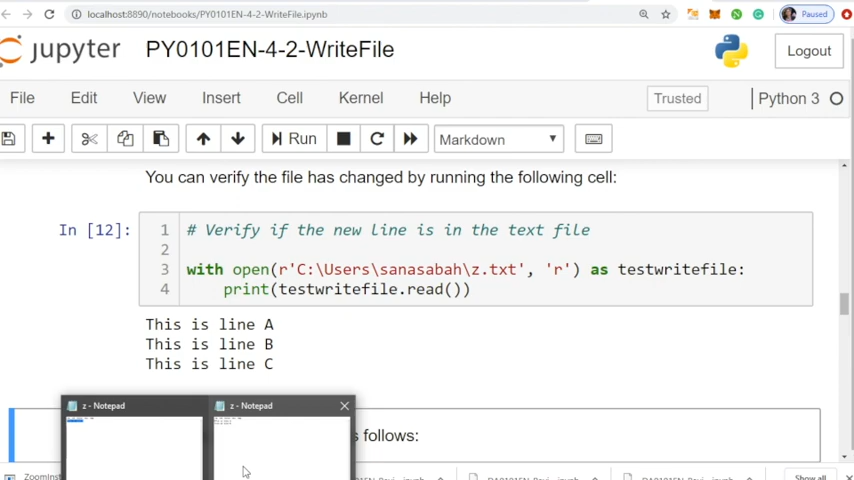 localhost:8890/notebooks/PY0101EN-4-2-WriteFile.ipynb
Paused
jupyter PY0101EN-4-2-WriteFile
Logout
File Edit View Insert Cell Kernel Help
Trusted
Python 3
Run
Markdown
You can verify the file has changed by running the following cell:
In [12]:
1 # Verify if the new line is in the text file
2
3 with open(r'C:\Users\sanasabah\z.txt', 'r') as testwritefile:
4 print(testwritefile.read())
This is line A
This is line B
This is line C
z - Notepad
z - Notepad
s follows:
ZoomInst
Show all